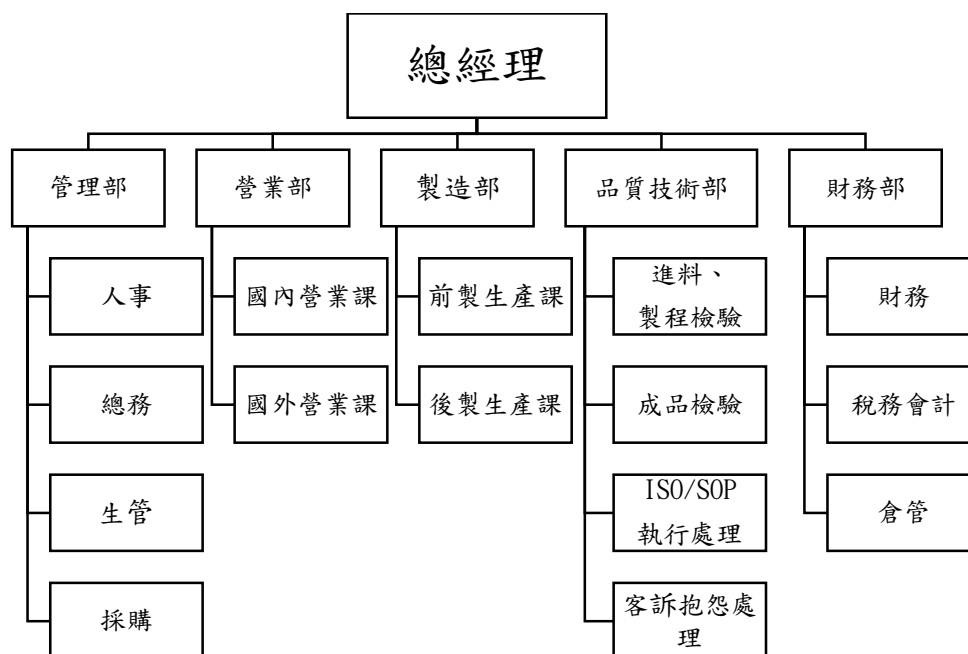 總經理
管理部
營業部
製造部
品質技術部
財務部
人事
國內營業課
前製生產課
進料、
製程檢驗
財務
總務
國外營業課
後製生產課
成品檢驗
稅務會計
生管
ISO/SOP
執行處理
倉管
採購
客訴抱怨處
理